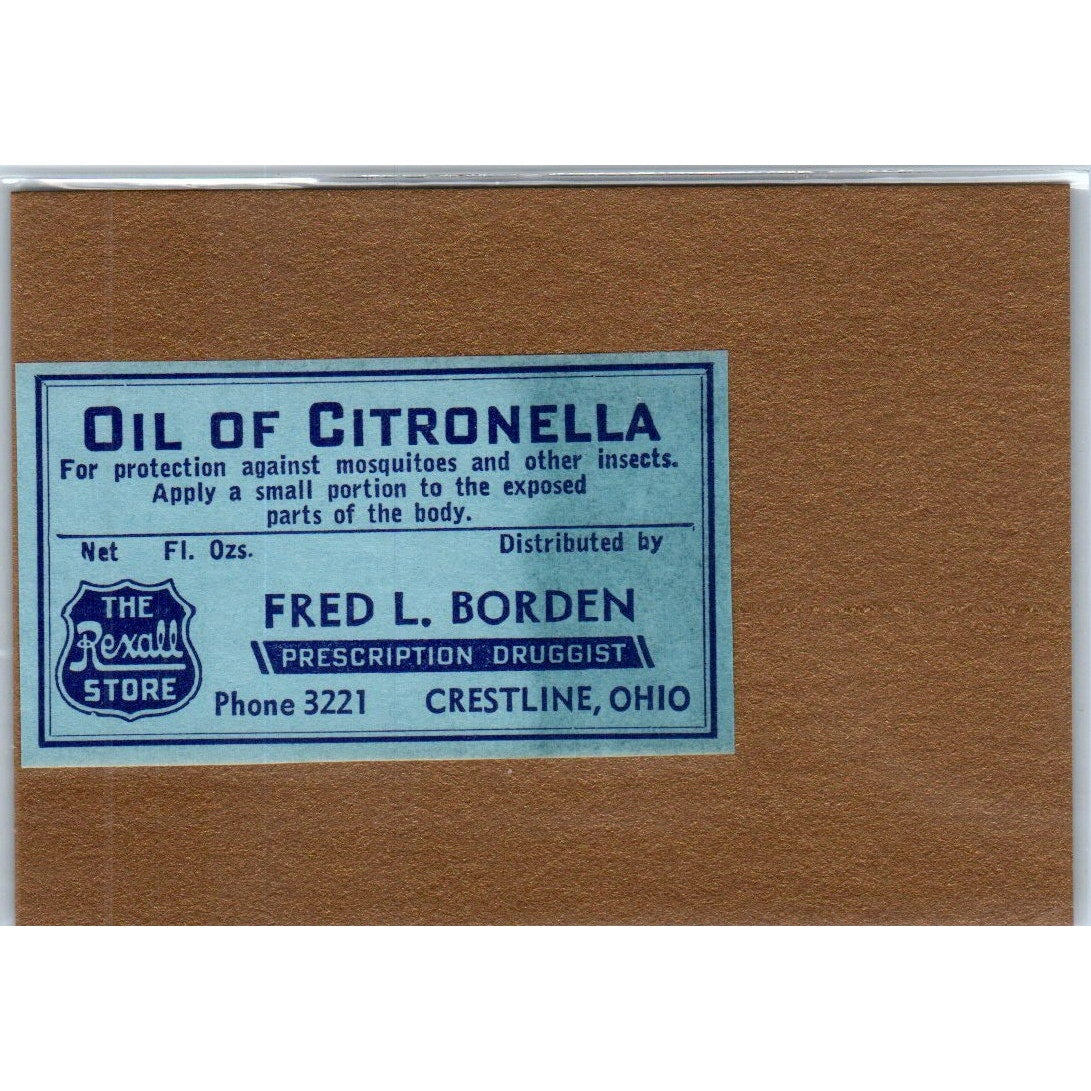 OIL OF CITRONELLA
For protection against mosquitoes and other insects.
Apply a small portion to the exposed
parts of the body.
Net Fl. Ozs.
Distributed by
THE
Rexall
STORE
FRED L. BORDEN
PRESCRIPTION DRUGGIST
Phone 3221 CRESTLINE, OHIO